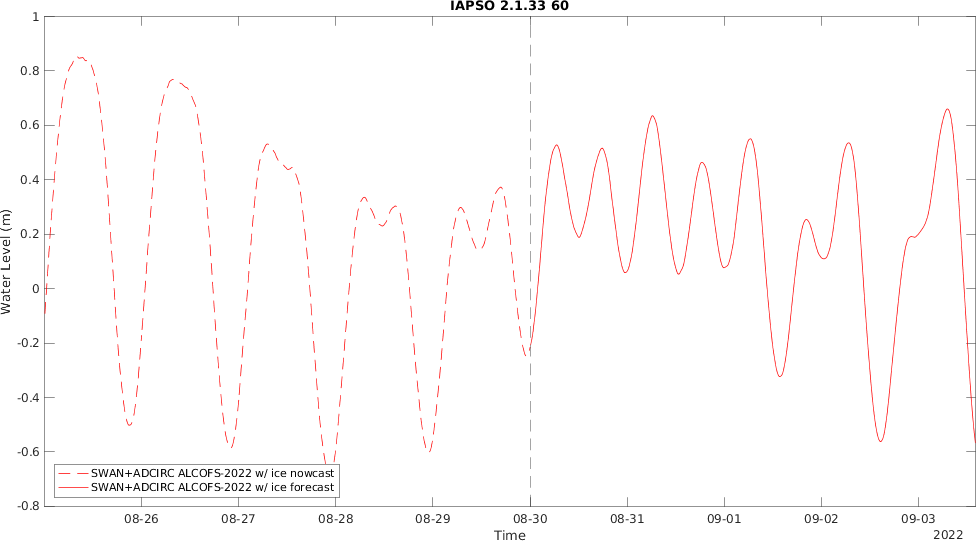 IAPSO 2.1.33 60
1
0.8
0.6
0.4
0.2
0
-0.2
-0.4
-0.6
-0.8
Water Level (m)
SWAN+ADCIRC ALCOFS-2022 w/ ice nowcast
SWAN+ADCIRC ALCOFS-2022 w/ ice forecast
08-26 08-27 08-28 08-29 08-30 08-31 09-01 09-02 09-03
Time
2022